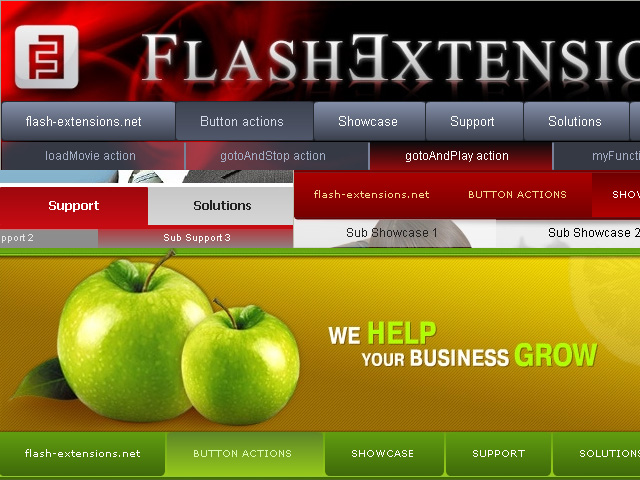 FLASHEXTENSIO
flash-extensions.net Button actions Showcase Support Solutions
loadMovie action gotoAndStop action gotoAndPlay action myFuncti
flash-extensions.net BUTTON ACTIONS SHO
Support Solutions
pport 2 Sub Support 3
Sub Showcase 1 Sub Showcase 2
WE HELP
YOUR BUSINESS GROW
flash-extensions.net BUTTON ACTIONS SHOWCASE SUPPORT SOLUTIONS